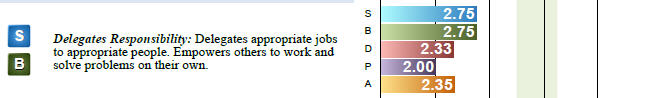 S
B
Delegates Responsibility: Delegates appropriate jobs
to appropriate people. Empowers others to work and
solve problems on their own.
S 2.75
B 2.75
D 2.33
P 2.00
A 2.35